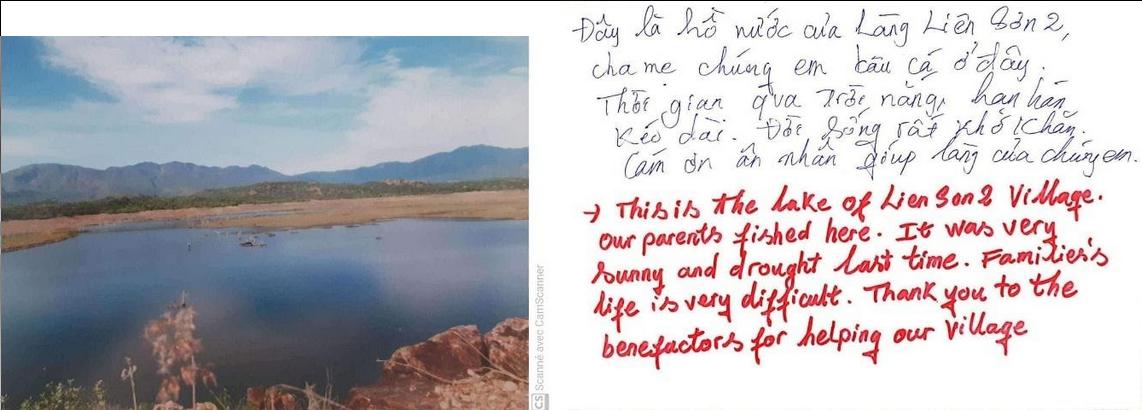 Đây là hồ nước của Làng Liên Sơn 2,
cha mẹ chúng em câu cá ở đây.
Thời gian qua trời nắng, hạn hán
kéo dài. Đời sống rất khó khăn.
Cám ơn ân nhân giúp làng của chúng em.
→ This is the lake of Lien Son 2 Village.
Our parents fished here. It was very
sunny and drought last time. Families's
life is very difficult. Thank you to the
benefactors for helping our village
CS Scanné avec CamScanner